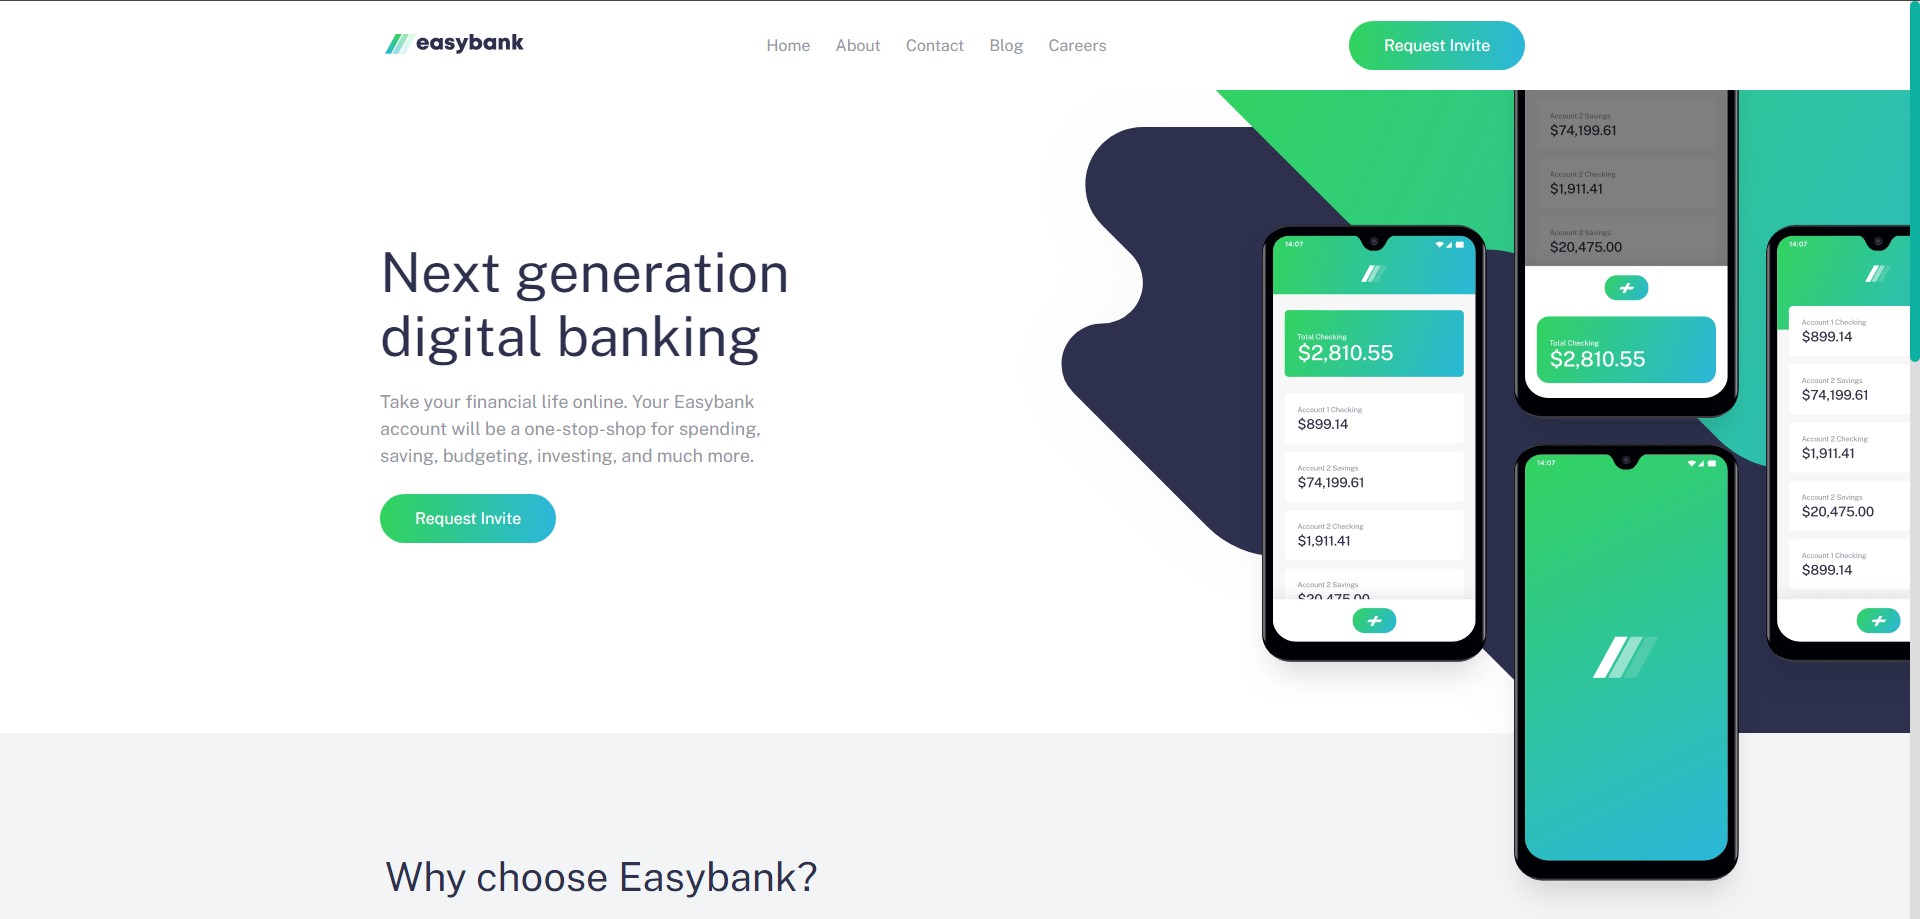 easybank
Home
About
Contact
Blog
Careers
Request Invite
Next generation
digital banking
Take your financial life online. Your Easybank
account will be a one-stop-shop for spending,
saving, budgeting, investing, and much more.
Request Invite
14:07
Total Checking
$2,810.55
Account 1 Checking
$899.14
Account 2 Savings
$74,199.61
Account 2 Checking
$1,911.41
Account 2 Savings
$20,475.00
Account 2 Savings
$74,199.61
Account 2 Checking
$1,911.41
Account 2 Savings
$20,475.00
Total Checking
$2,810.55
14:07
14:07
Account 1 Checking
$899.14
Account 2 Savings
$74,199.61
Account 2 Checking
$1,911.41
Account 2 Savings
$20,475.00
Account 1 Checking
$899.14
Why choose Easybank?